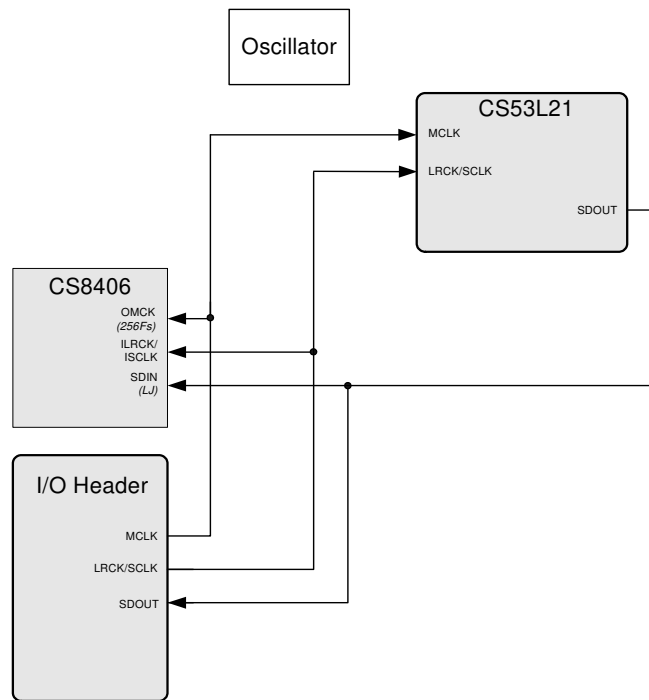 Oscillator
CS53L21
MCLK
LRCK/SCLK
SDOUT
CS8406
OMCK
(256Fs)
ILRCK/
ISCLK
SDIN
(LJ)
I/O Header
MCLK
LRCK/SCLK
SDOUT